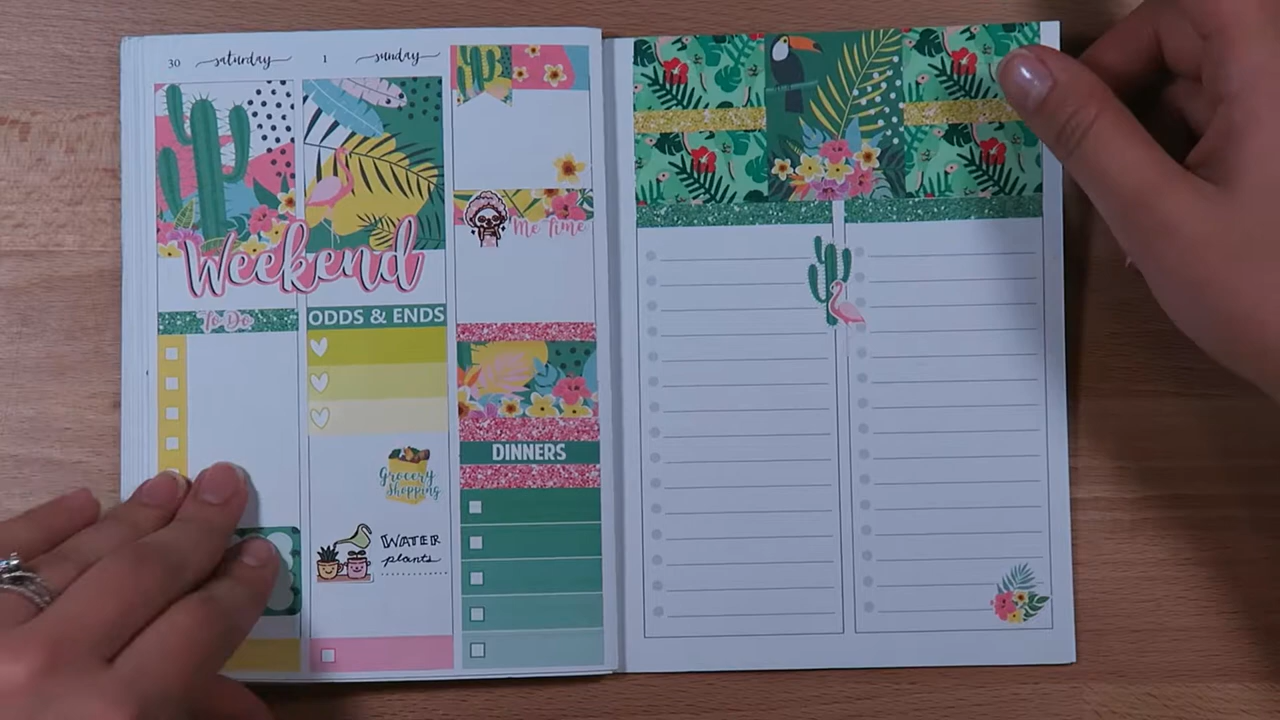 30 saturday
1 sunday
Weekend
To Do
ODDS & ENDS
Grocery
Shopping
WATER
plants
Me Time
DINNERS